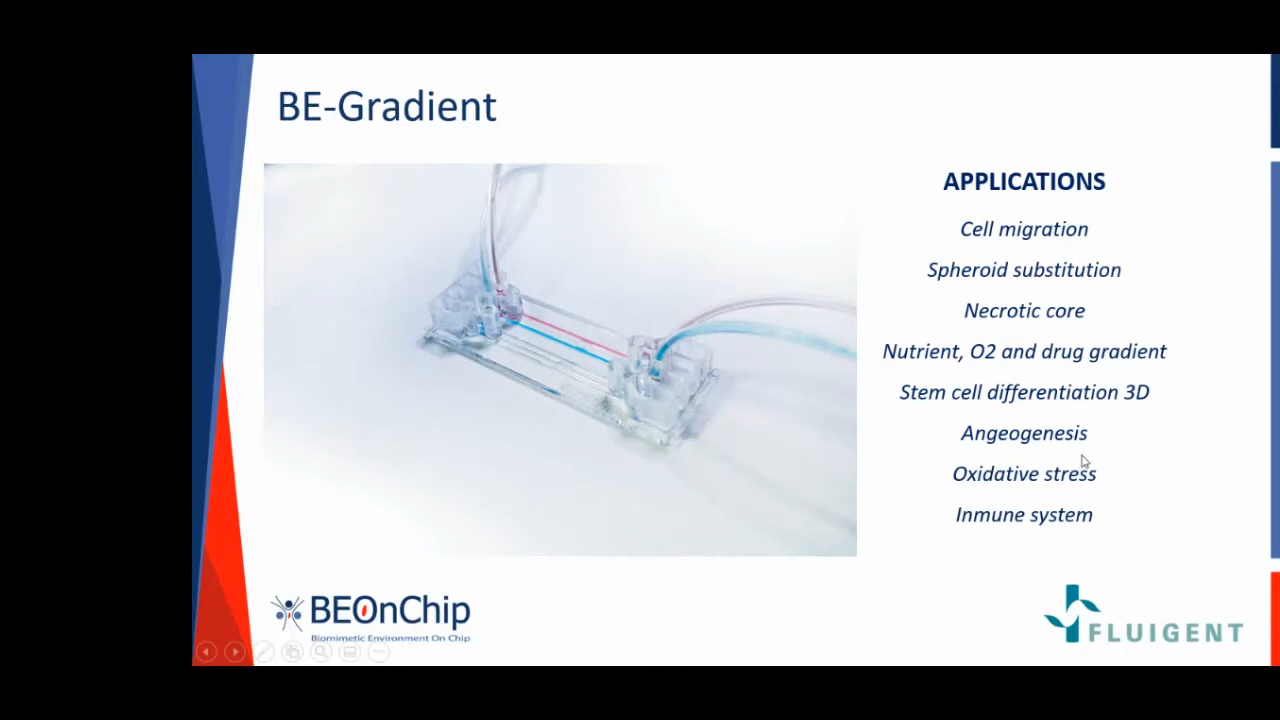 BE-Gradient
APPLICATIONS
Cell migration
Spheroid substitution
Necrotic core
Nutrient, O2 and drug gradient
Stem cell differentiation 3D
Angeogenesis
Oxidative stress
Inmune system
BEOnChip
Biomimetic Environment On Chip
FLUIGENT